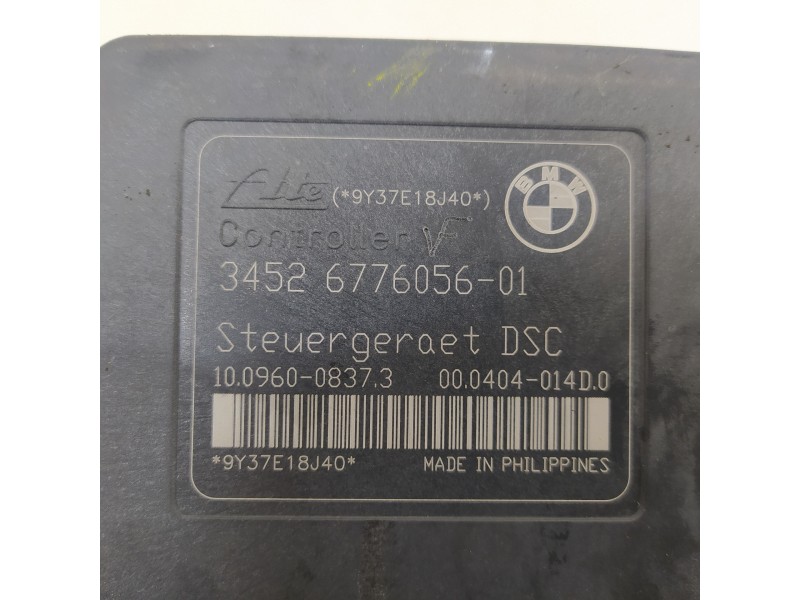 Ate (*9Y37E18J40*)
BMW
Controller VF
3452 6776056-01
Steuergeraet DSC
10.0960-0837.3 00.0404-014D.0
*9Y37E18J40* MADE IN PHILIPPINES